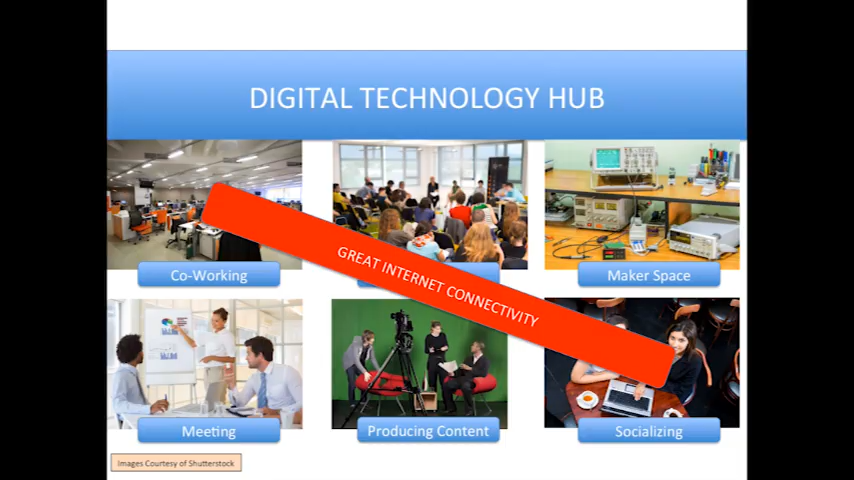 DIGITAL TECHNOLOGY HUB
GREAT INTERNET CONNECTIVITY
Co-Working
Maker Space
Meeting
Producing Content
Socializing
Images Courtesy of Shutterstock